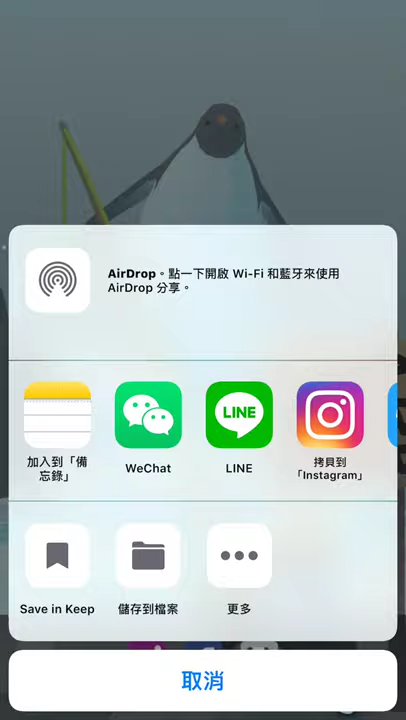 AirDrop。點一下開啟 Wi-Fi 和藍牙來使用
AirDrop 分享。
加入到「備
忘錄」
WeChat
LINE
LINE
拷貝到
「Instagram」
Save in Keep
儲存到檔案
更多
取消